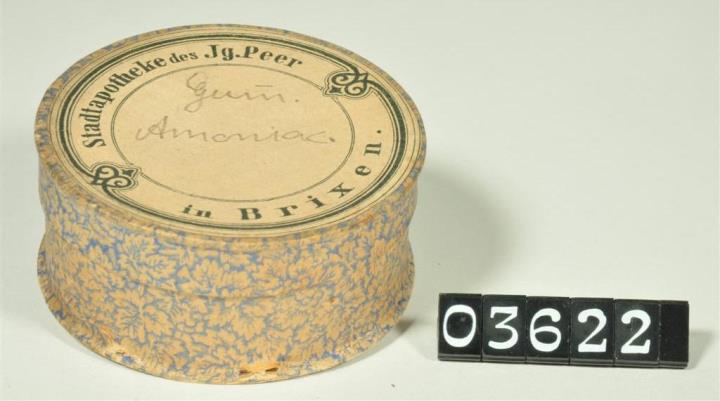 Stadtapotheke des Jg. Peer
Gum̄.
Amoniac.
in Brixen.
03622